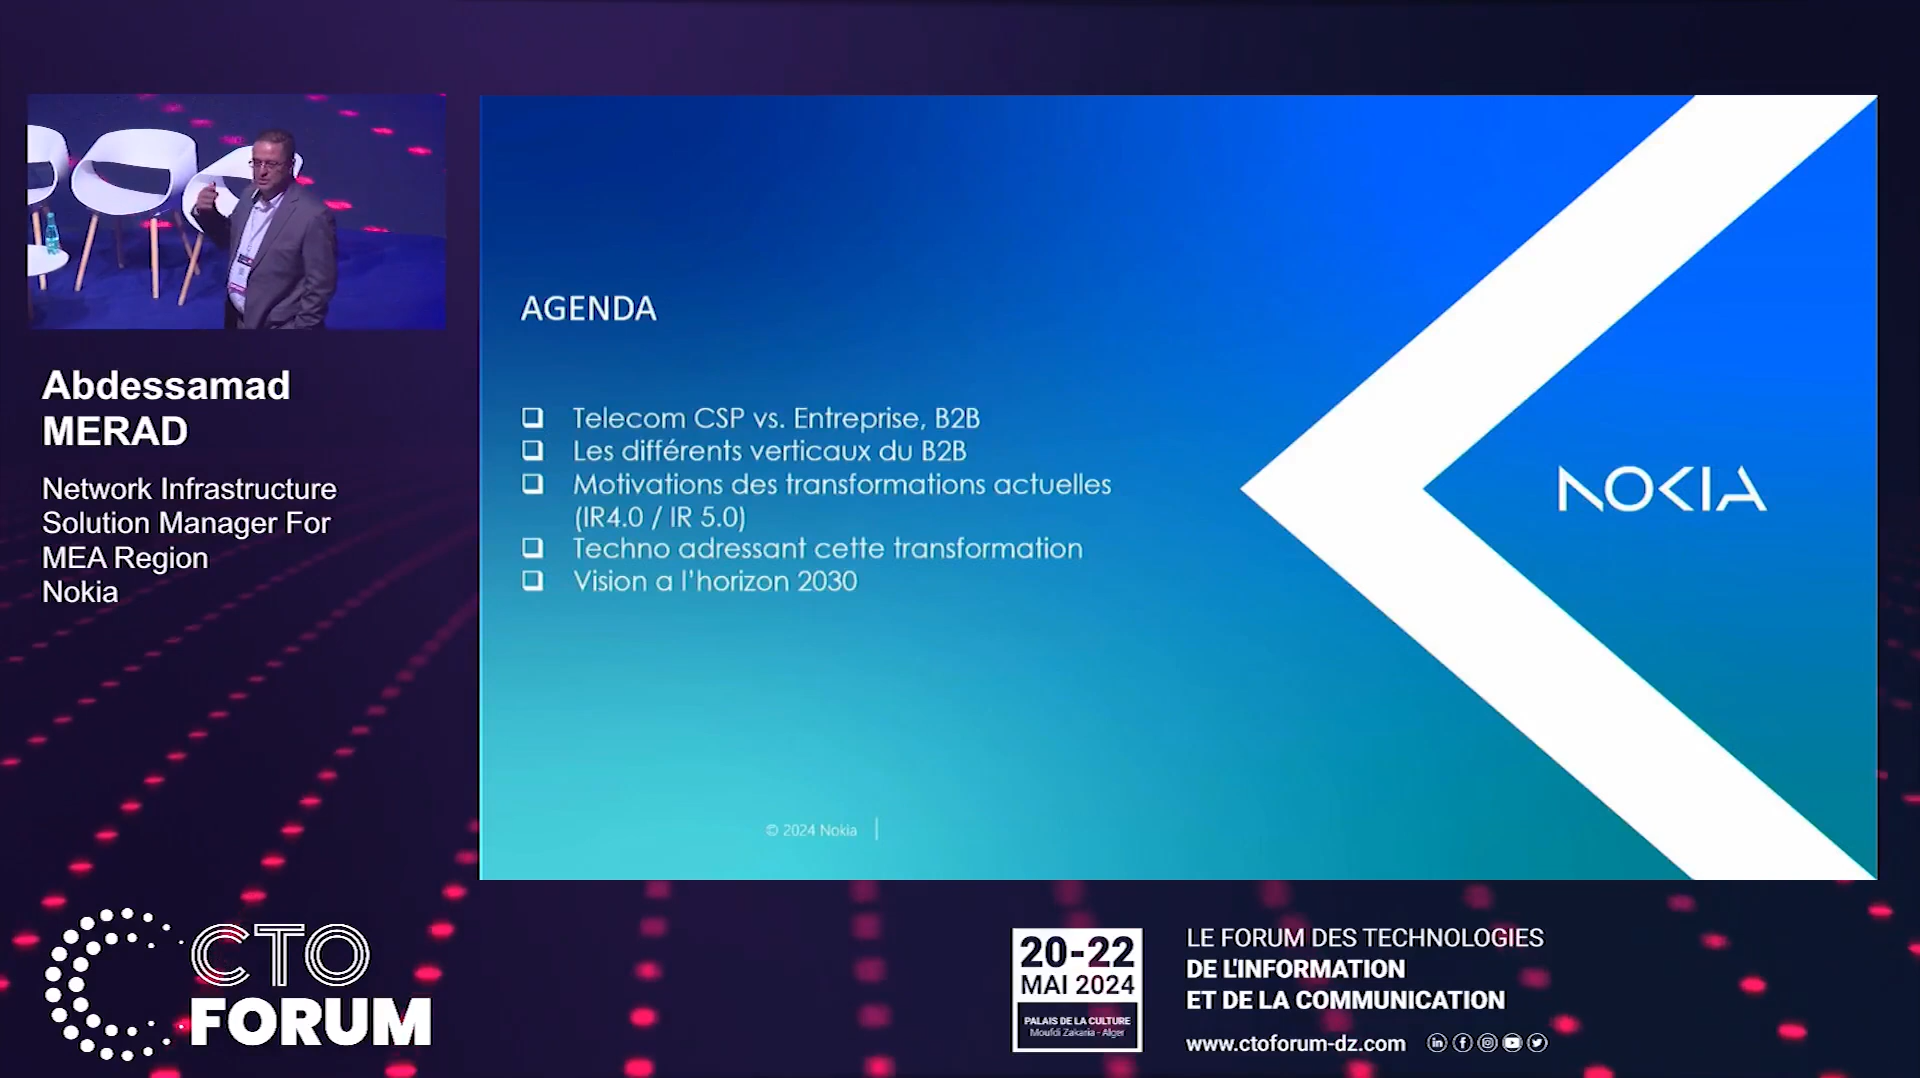 Abdessamad
MERAD
Network Infrastructure
Solution Manager For
MEA Region
Nokia
AGENDA
❑ Telecom CSP vs. Entreprise, B2B
❑ Les différents verticaux du B2B
❑ Motivations des transformations actuelles
(IR4.0 / IR 5.0)
❑ Techno adressant cette transformation
❑ Vision a l’horizon 2030
© 2024 Nokia
NOKIA
CTO
FORUM
20-22
MAI 2024
PALAIS DE LA CULTURE
Moufdi Zakaria - Alger
LE FORUM DES TECHNOLOGIES
DE L'INFORMATION
ET DE LA COMMUNICATION
www.ctoforum-dz.com